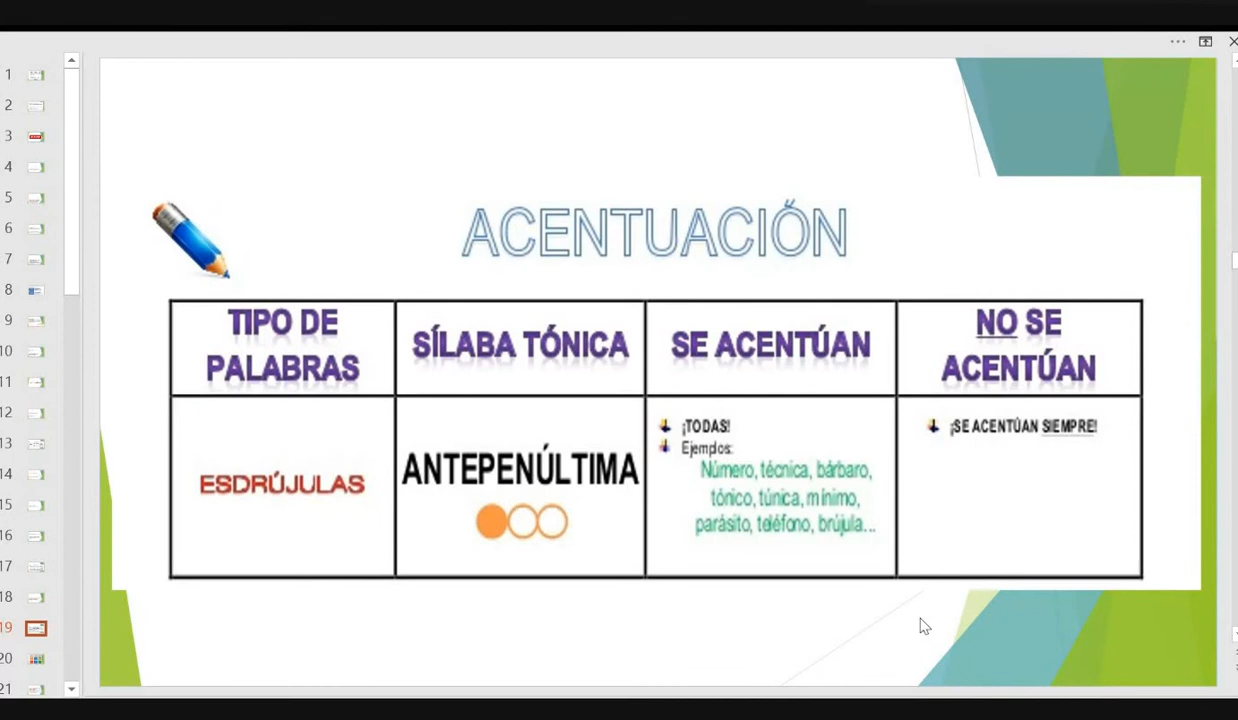 1
2
3
4
5
6
7
8
9
10
11
12
13
14
15
16
17
18
19
20
21
ACENTUACIÓN
TIPO DE
PALABRAS
SÍLABA TÓNICA
SE ACENTÚAN
NO SE
ACENTÚAN
ESDRÚJULAS
ANTEPENÚLTIMA
¡TODAS!
Ejemplos:
Número, técnica, bárbaro,
tónico, túnica, mínimo,
parásito, teléfono, brújula...
¡SE ACENTÚAN SIEMPRE!